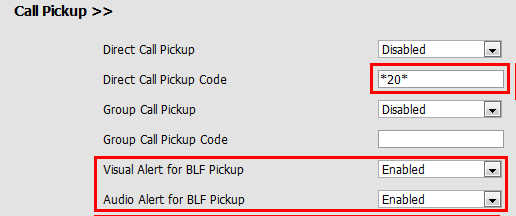 Call Pickup >>
Direct Call Pickup Disabled
Direct Call Pickup Code *20*
Group Call Pickup Disabled
Group Call Pickup Code
Visual Alert for BLF Pickup Enabled
Audio Alert for BLF Pickup Enabled